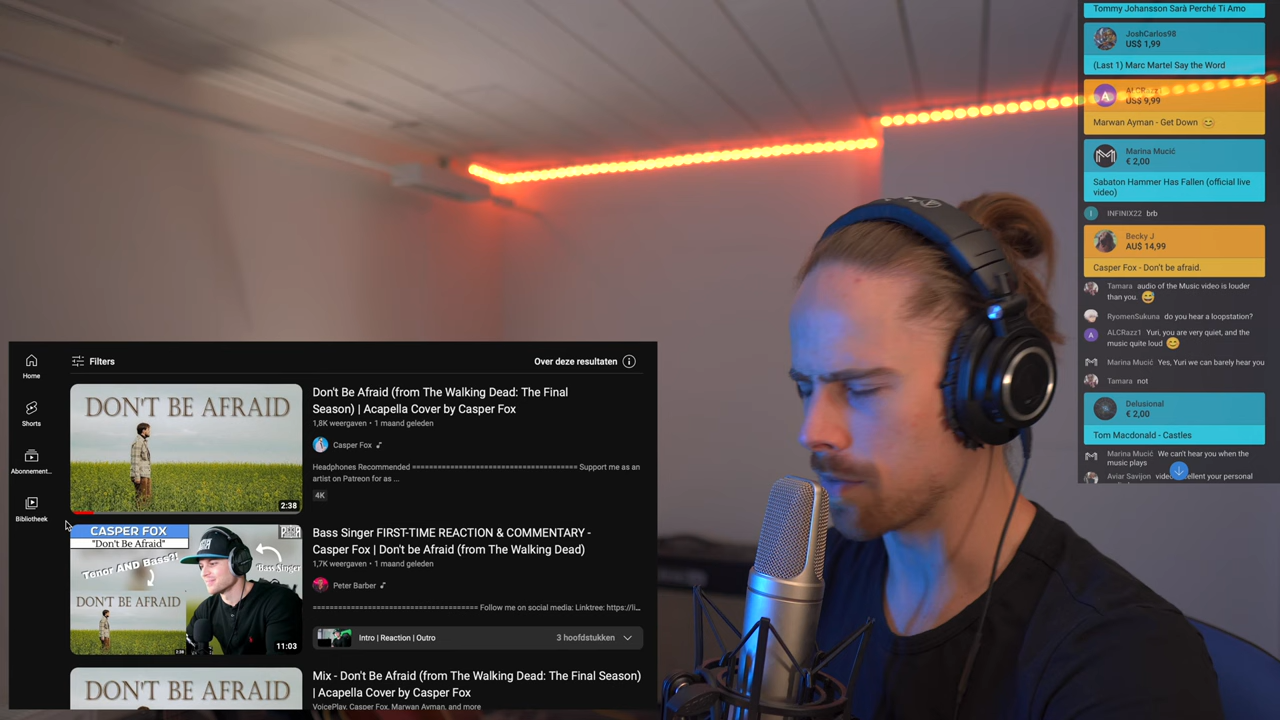 Home
Shorts
Abonnement...
Bibliotheek
Filters
Over deze resultaten
DON'T BE AFRAID
2:38
Don't Be Afraid (from The Walking Dead: The Final
Season) | Acapella Cover by Casper Fox
1,8K weergaven • 1 maand geleden
Casper Fox
Headphones Recommended ======================================= Support me as an
artist on Patreon for as ...
4K
CASPER FOX
"Don't Be Afraid"
Tenor AND Bass?!
Bass Singer
DON'T BE AFRAID
11:03
Bass Singer FIRST-TIME REACTION & COMMENTARY -
Casper Fox | Don't be Afraid (from The Walking Dead)
1,7K weergaven • 1 maand geleden
Peter Barber
======================================= Follow me on social media: Linktree: https://li...
Intro | Reaction | Outro
3 hoofdstukken
DON'T BE AFRAID
Mix - Don't Be Afraid (from The Walking Dead: The Final Season)
| Acapella Cover by Casper Fox
VoicePlay, Casper Fox, Marwan Ayman, and more
Tommy Johansson Sarà Perché Ti Amo
JoshCarlos98
US$ 1,99
(Last 1) Marc Martel Say the Word
A
ALCRazz1
US$ 9,99
Marwan Ayman - Get Down 😊
Marina Mucić
€ 2,00
Sabaton Hammer Has Fallen (official live
video)
I INFINIX22 brb
Becky J
AU$ 14,99
Casper Fox - Don't be afraid.
Tamara audio of the Music video is louder
than you. 😅
RyomenSukuna do you hear a loopstation?
A ALCRazz1 Yuri, you are very quiet, and the
music quite loud 😊
Marina Mucić Yes, Yuri we can barely hear you
Tamara not
Delusional
€ 2,00
Tom Macdonald - Castles
Marina Mucić We can't hear you when the
music plays
Aviar Savijon your personal